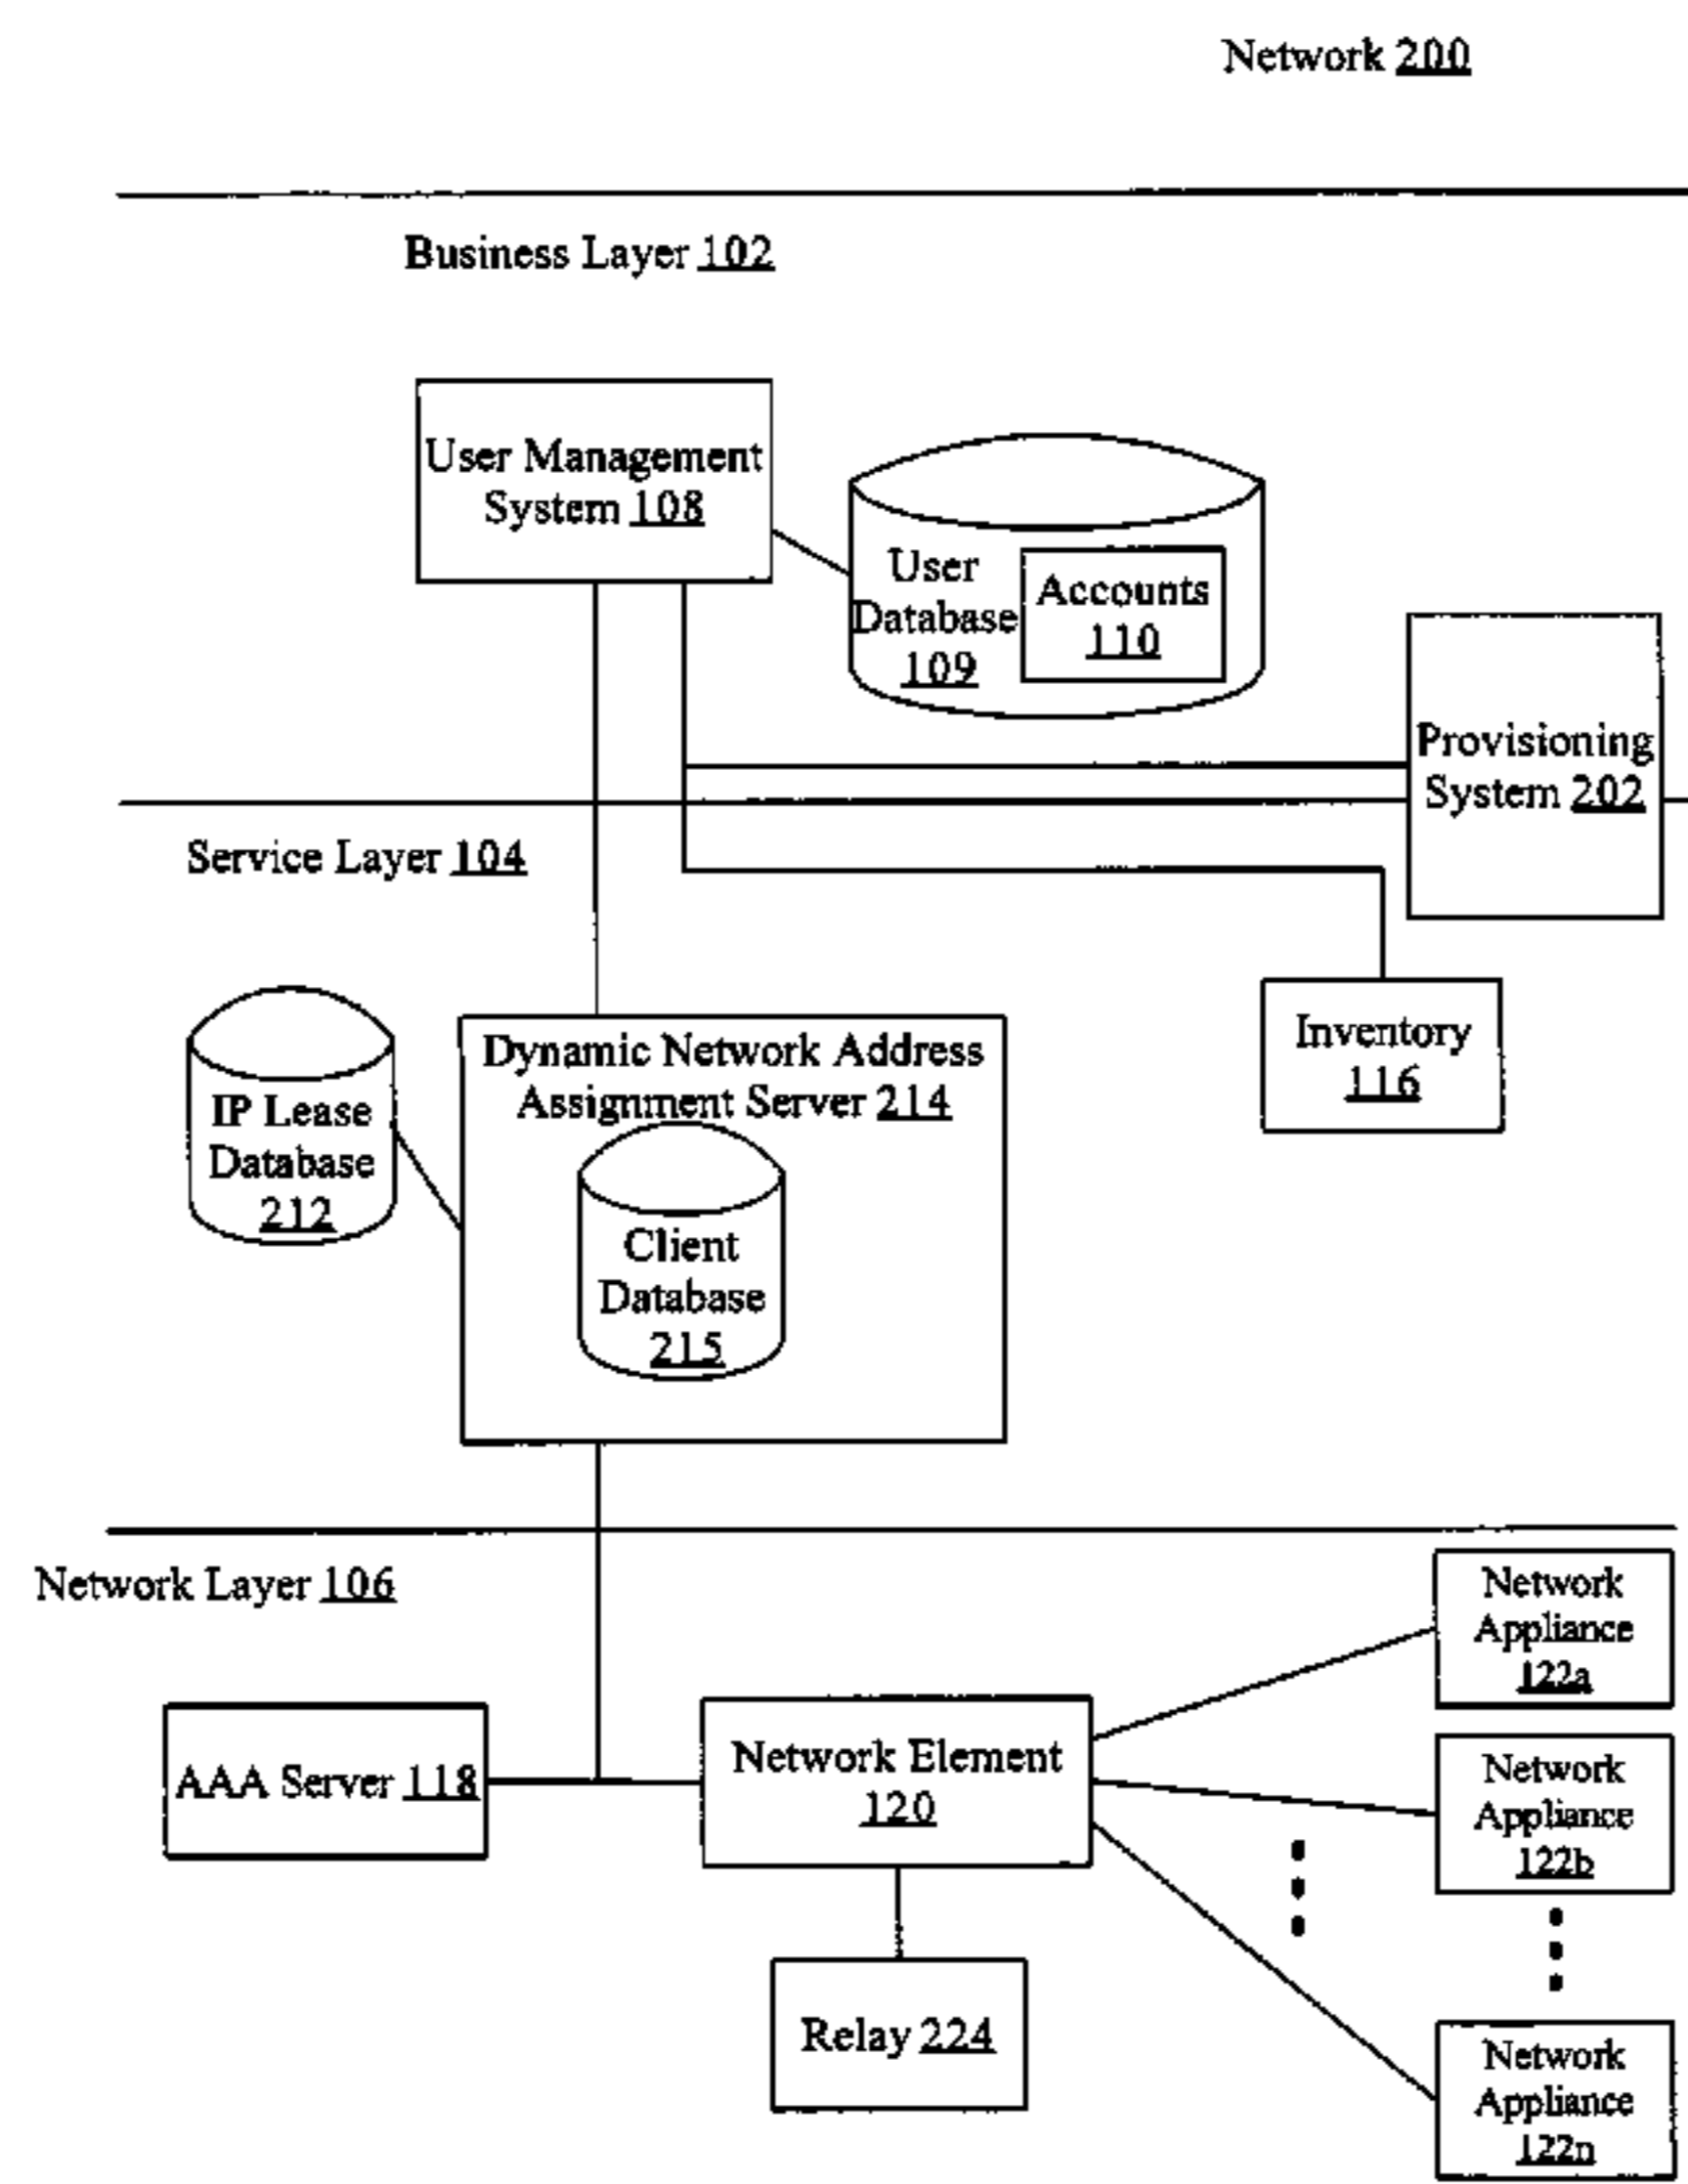 Network 200
Business Layer 102
User Management
System 108
User
Database
109
Accounts
110
Provisioning
System 202
Service Layer 104
Inventory
116
IP Lease
Database
212
Dynamic Network Address
Assignment Server 214
Client
Database
215
Network Layer 106
Network
Appliance
122a
AAA Server 118
Network Element
120
Network
Appliance
122b
Relay 224
Network
Appliance
122n